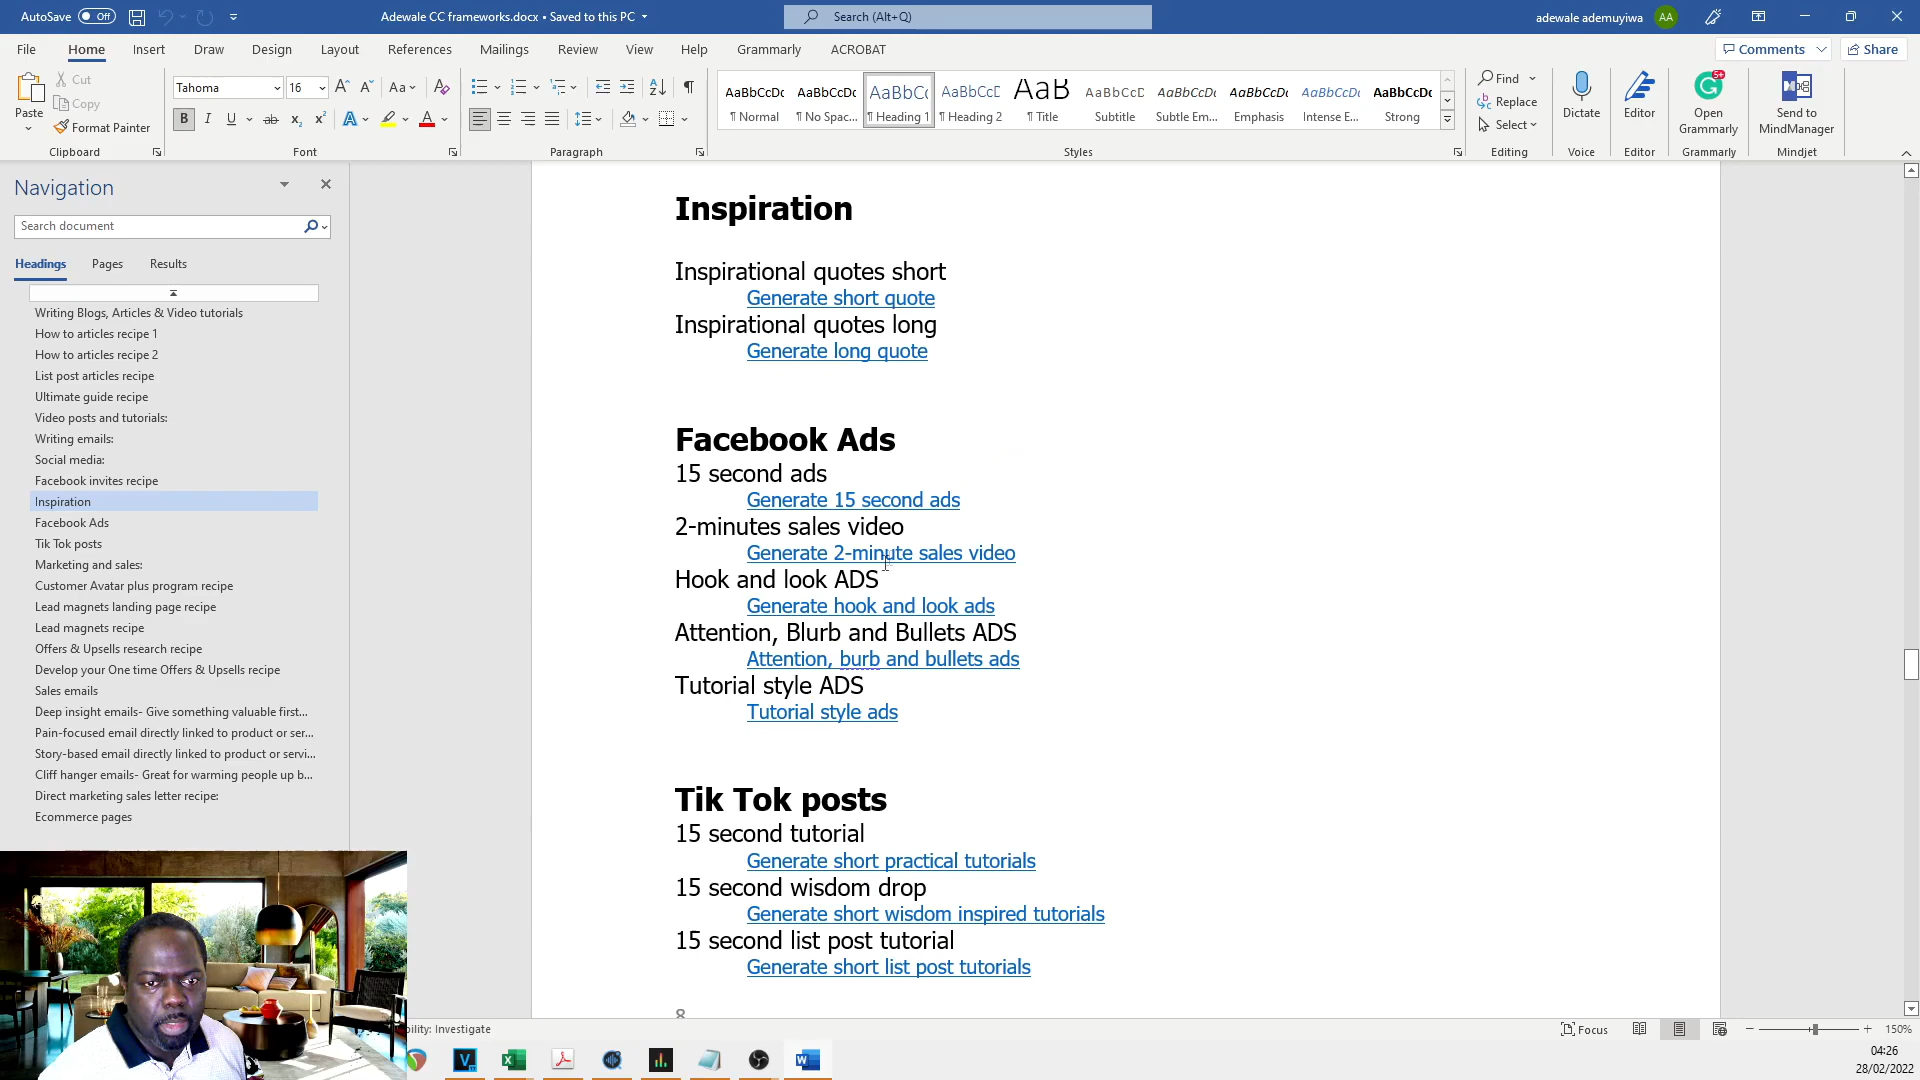 AutoSave Off
Adewale CC frameworks.docx • Saved to this PC
Search (Alt+Q)
adewale ademuyiwa AA
File Home Insert Draw Design Layout References Mailings Review View Help Grammarly ACROBAT
Comments Share
Paste
Cut
Copy
Format Painter
Clipboard
Tahoma 16
Font
Paragraph
AaBbCcDc AaBbCcDc AaBbC AaBbCcD AaB AaBbCcD AaBbCcDc AaBbCcDc AaBbCcDc AaBbCcDc
¶ Normal ¶ No Spac... ¶ Heading 1 ¶ Heading 2 ¶ Title Subtitle Subtle Em... Emphasis Intense E... Strong
Styles
Find
Replace
Select
Editing
Dictate
Voice
Editor
Editor
Open
Grammarly
Grammarly
Send to
MindManager
Mindjet
Navigation
Search document
Headings Pages Results
Writing Blogs, Articles & Video tutorials
How to articles recipe 1
How to articles recipe 2
List post articles recipe
Ultimate guide recipe
Video posts and tutorials:
Writing emails:
Social media:
Facebook invites recipe
Inspiration
Facebook Ads
Tik Tok posts
Marketing and sales:
Customer Avatar plus program recipe
Lead magnets landing page recipe
Lead magnets recipe
Offers & Upsells research recipe
Develop your One time Offers & Upsells recipe
Sales emails
Deep insight emails- Give something valuable first...
Pain-focused email directly linked to product or ser...
Story-based email directly linked to product or servi...
Cliff hanger emails- Great for warming people up b...
Direct marketing sales letter recipe:
Ecommerce pages
Inspiration
Inspirational quotes short
Generate short quote
Inspirational quotes long
Generate long quote
Facebook Ads
15 second ads
Generate 15 second ads
2-minutes sales video
Generate 2-minute sales video
Hook and look ADS
Generate hook and look ads
Attention, Blurb and Bullets ADS
Attention, burb and bullets ads
Tutorial style ADS
Tutorial style ads
Tik Tok posts
15 second tutorial
Generate short practical tutorials
15 second wisdom drop
Generate short wisdom inspired tutorials
15 second list post tutorial
Generate short list post tutorials
8
Investigate
Focus
150%
04:26
28/02/2022